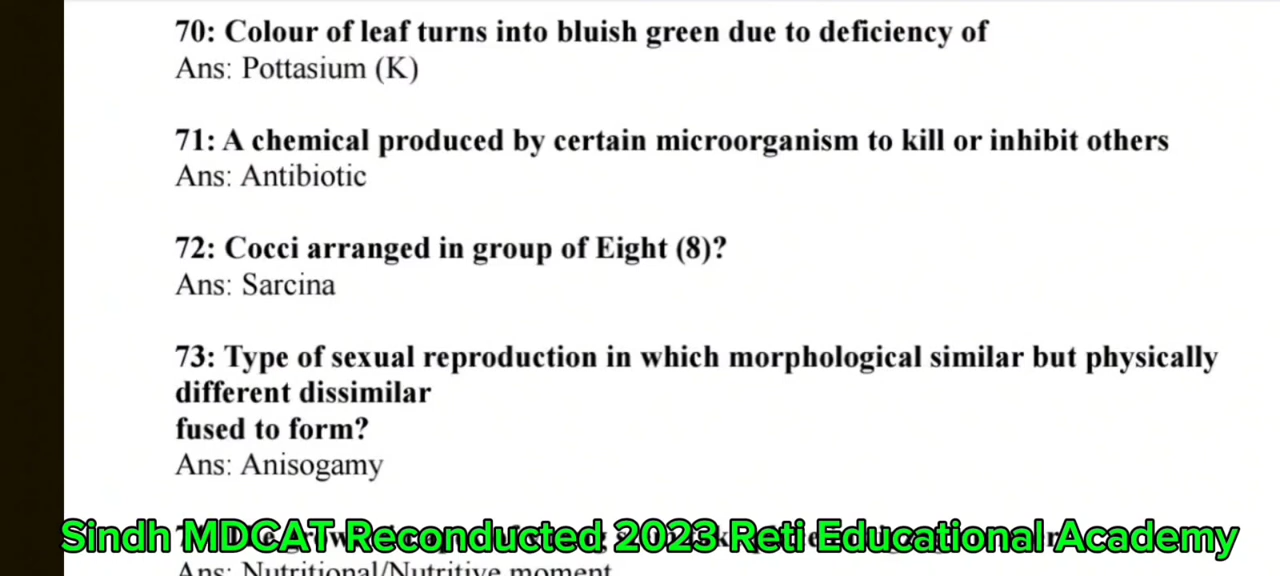 70: Colour of leaf turns into bluish green due to deficiency of
Ans: Pottasium (K)
71: A chemical produced by certain microorganism to kill or inhibit others
Ans: Antibiotic
72: Cocci arranged in group of Eight (8)?
Ans: Sarcina
73: Type of sexual reproduction in which morphological similar but physically
different dissimilar
fused to form?
Ans: Anisogamy
Sindh MDCAT Reconducted 2023 Reti Educational Academy
Ans: Nutritional/Nutritive moment